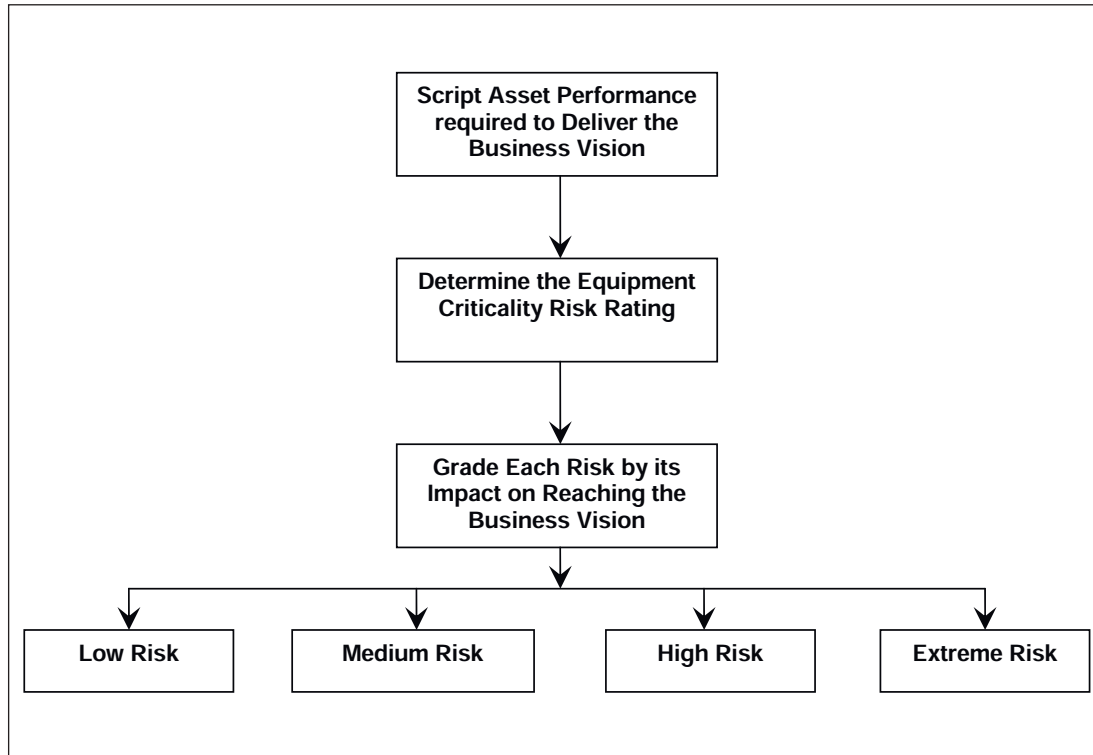 Script Asset Performance
required to Deliver the
Business Vision
Determine the Equipment
Criticality Risk Rating
Grade Each Risk by its
Impact on Reaching the
Business Vision
Low Risk
Medium Risk
High Risk
Extreme Risk